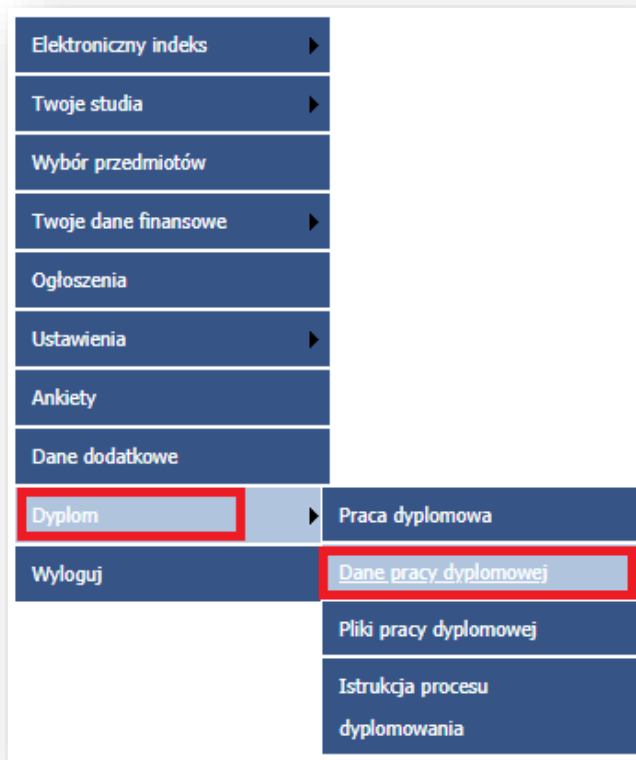 Elektroniczny indeks
Twoje studia
Wybór przedmiotów
Twoje dane finansowe
Ogłoszenia
Ustawienia
Ankiety
Dane dodatkowe
Dyplom
Wyloguj
Praca dyplomowa
Dane pracy dyplomowej
Pliki pracy dyplomowej
Istrukcja procesu
dyplomowania